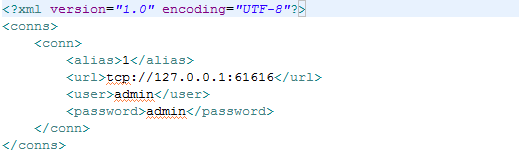 <?xml version="1.0" encoding="UTF-8"?>
<conns>
<conn>
<alias>1</alias>
<url>tcp://127.0.0.1:61616</url>
<user>admin</user>
<password>admin</password>
</conn>
</conns>